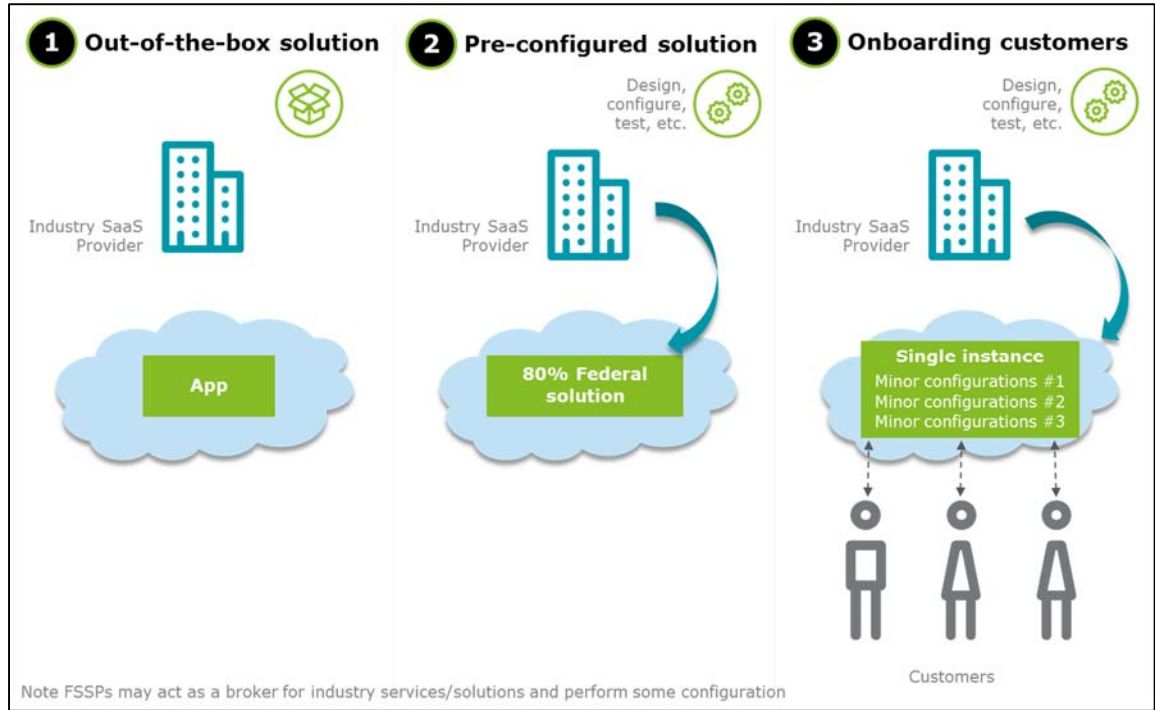 1 Out-of-the-box solution
Industry SaaS
Provider
App
2 Pre-configured solution
Design,
configure,
test, etc.
Industry SaaS
Provider
80% Federal
solution
3 Onboarding customers
Design,
configure,
test, etc.
Industry SaaS
Provider
Single instance
Minor configurations #1
Minor configurations #2
Minor configurations #3
Customers
Note FSSPs may act as a broker for industry services/solutions and perform some configuration